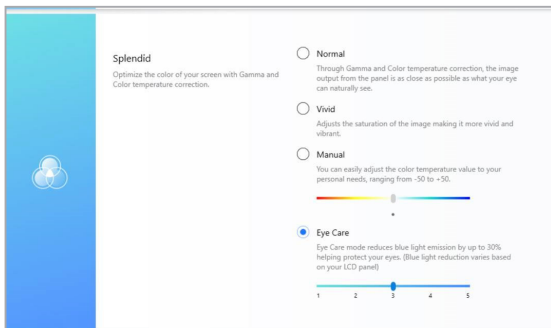 Splendid
Optimize the color of your screen with Gamma and
Color temperature correction.
Normal
Through Gamma and Color temperature correction, the image
output from the panel is as close as possible as what your eye
can naturally see.
Vivid
Adjusts the saturation of the image making it more vivid and
vibrant.
Manual
You can easily adjust the color temperature value to your
personal needs, ranging from -50 to +50.
Eye Care
Eye Care mode reduces blue light emission by up to 30%
helping protect your eyes. (Blue light reduction varies based
on your LCD panel)
1 2 3 4 5